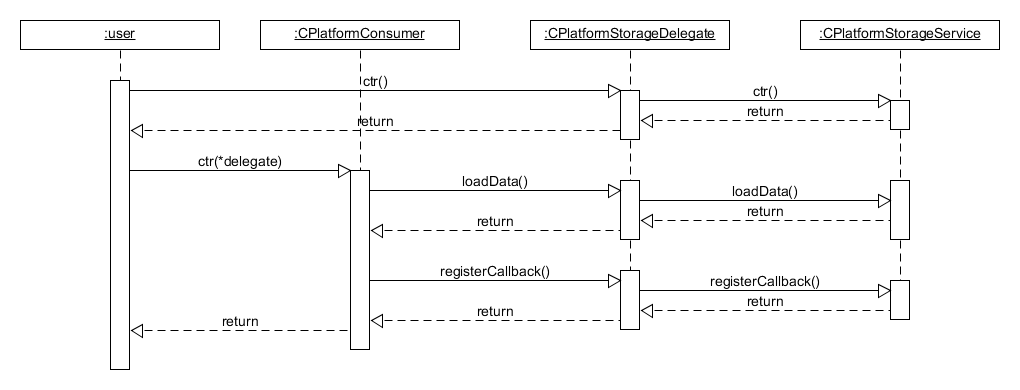 :user
:CPlatformConsumer
:CPlatformStorageDelegate
:CPlatformStorageService
ctr()
ctr()
return
return
ctr(*delegate)
loadData()
loadData()
return
return
registerCallback()
registerCallback()
return
return
return